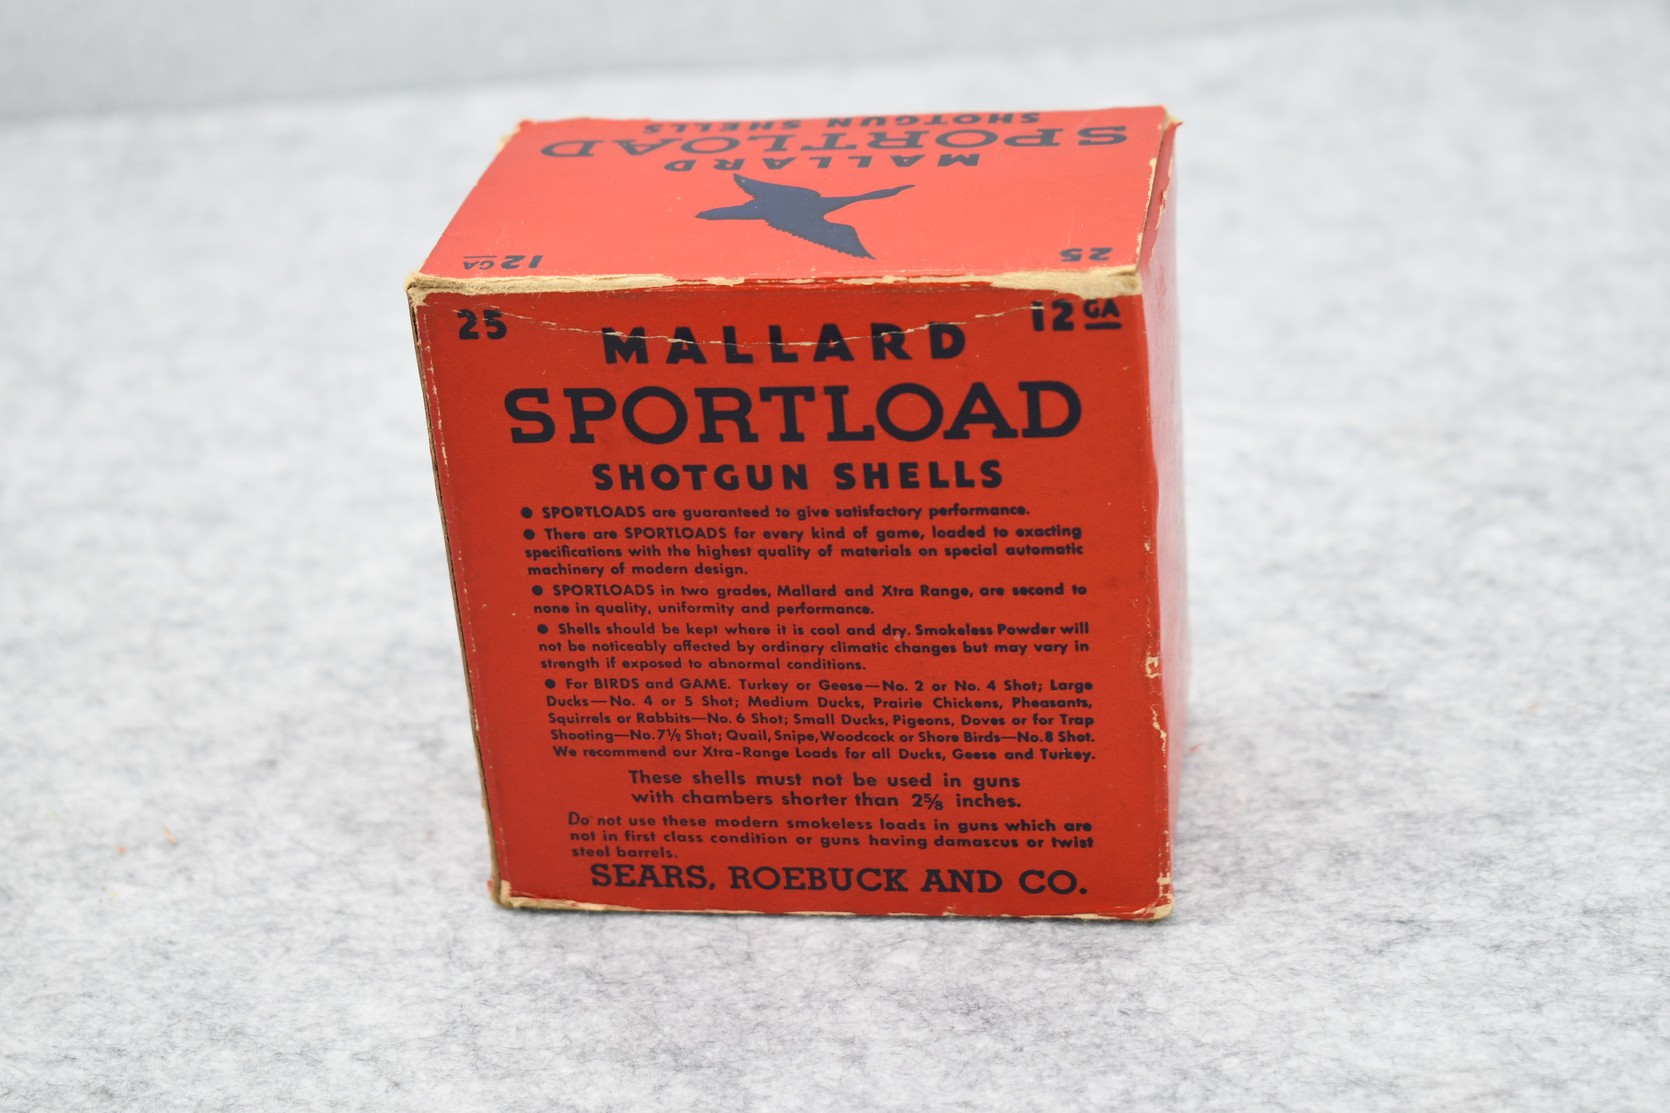 SHOTGUN SHELLS
SPORTLOAD
MALLARD
12 GA
25
25
12 GA
MALLARD
SPORTLOAD
SHOTGUN SHELLS
● SPORTLOADS are guaranteed to give satisfactory performance.
● There are SPORTLOADS for every kind of game, loaded to exacting
specifications with the highest quality of materials on special automatic
machinery of modern design.
● SPORTLOADS in two grades, Mallard and Xtra Range, are second to
none in quality, uniformity and performance.
● Shells should be kept where it is cool and dry. Smokeless Powder will
not be noticeably affected by ordinary climatic changes but may vary in
strength if exposed to abnormal conditions.
● For BIRDS and GAME. Turkey or Geese—No. 2 or No. 4 Shot; Large
Ducks—No. 4 or 5 Shot; Medium Ducks, Prairie Chickens, Pheasants,
Squirrels or Rabbits—No. 6 Shot; Small Ducks, Pigeons, Doves or for Trap
Shooting—No. 7½ Shot; Quail, Snipe, Woodcock or Shore Birds—No. 8 Shot.
We recommend our Xtra-Range Loads for all Ducks, Geese and Turkey.
These shells must not be used in guns
with chambers shorter than 2⅝ inches.
Do not use these modern smokeless loads in guns which are
not in first class condition or guns having damascus or twist
steel barrels.
SEARS, ROEBUCK AND CO.